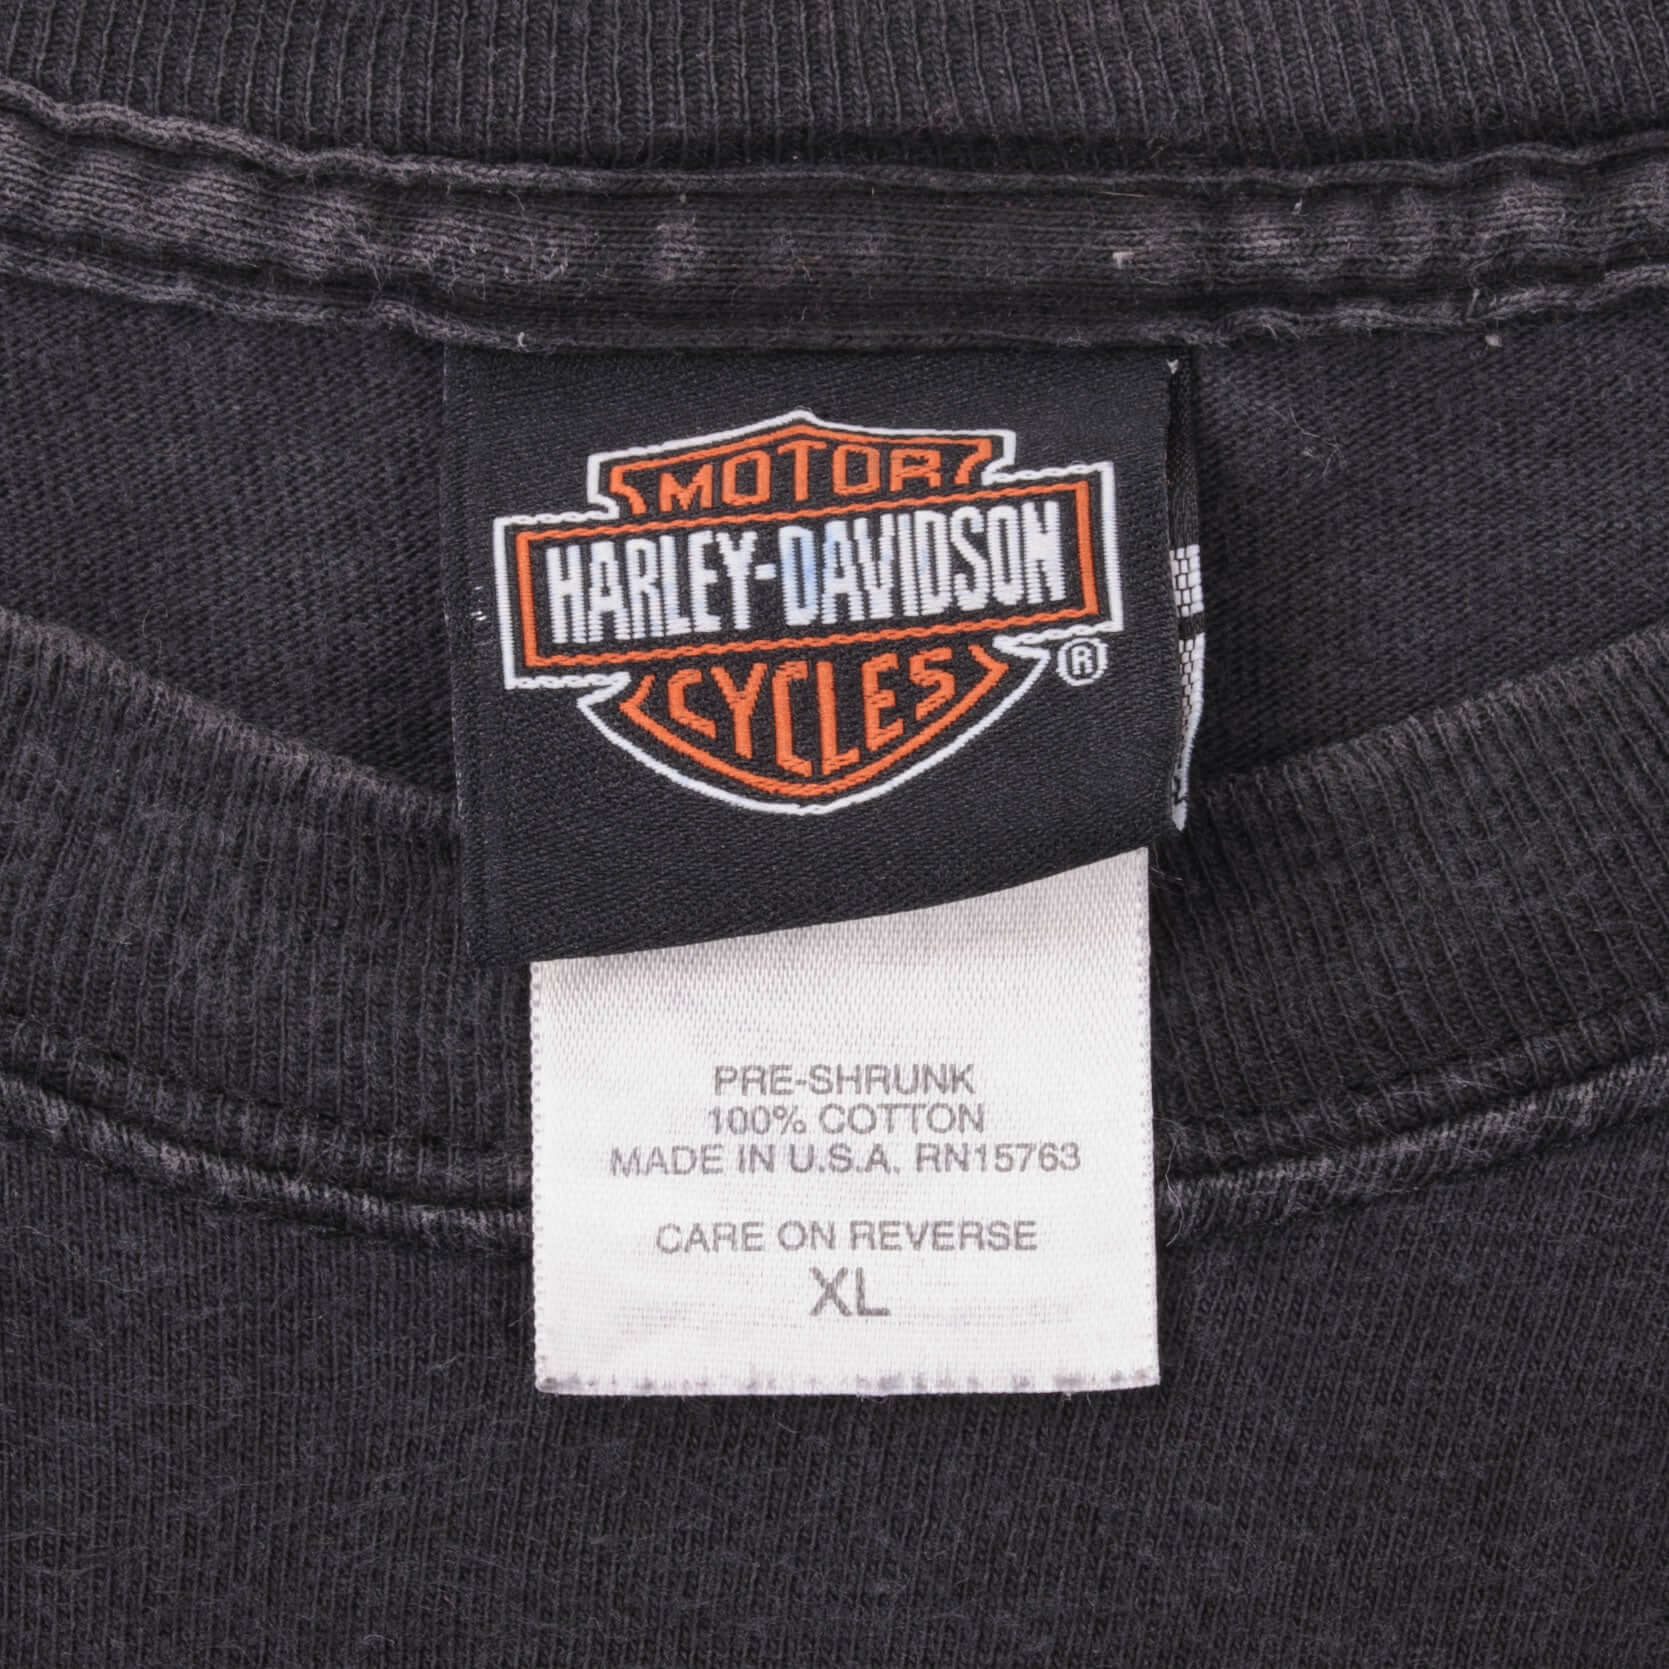 MOTOR
HARLEY-DAVIDSON
CYCLES
®
PRE-SHRUNK
100% COTTON
MADE IN U.S.A. RN15763
CARE ON REVERSE
XL